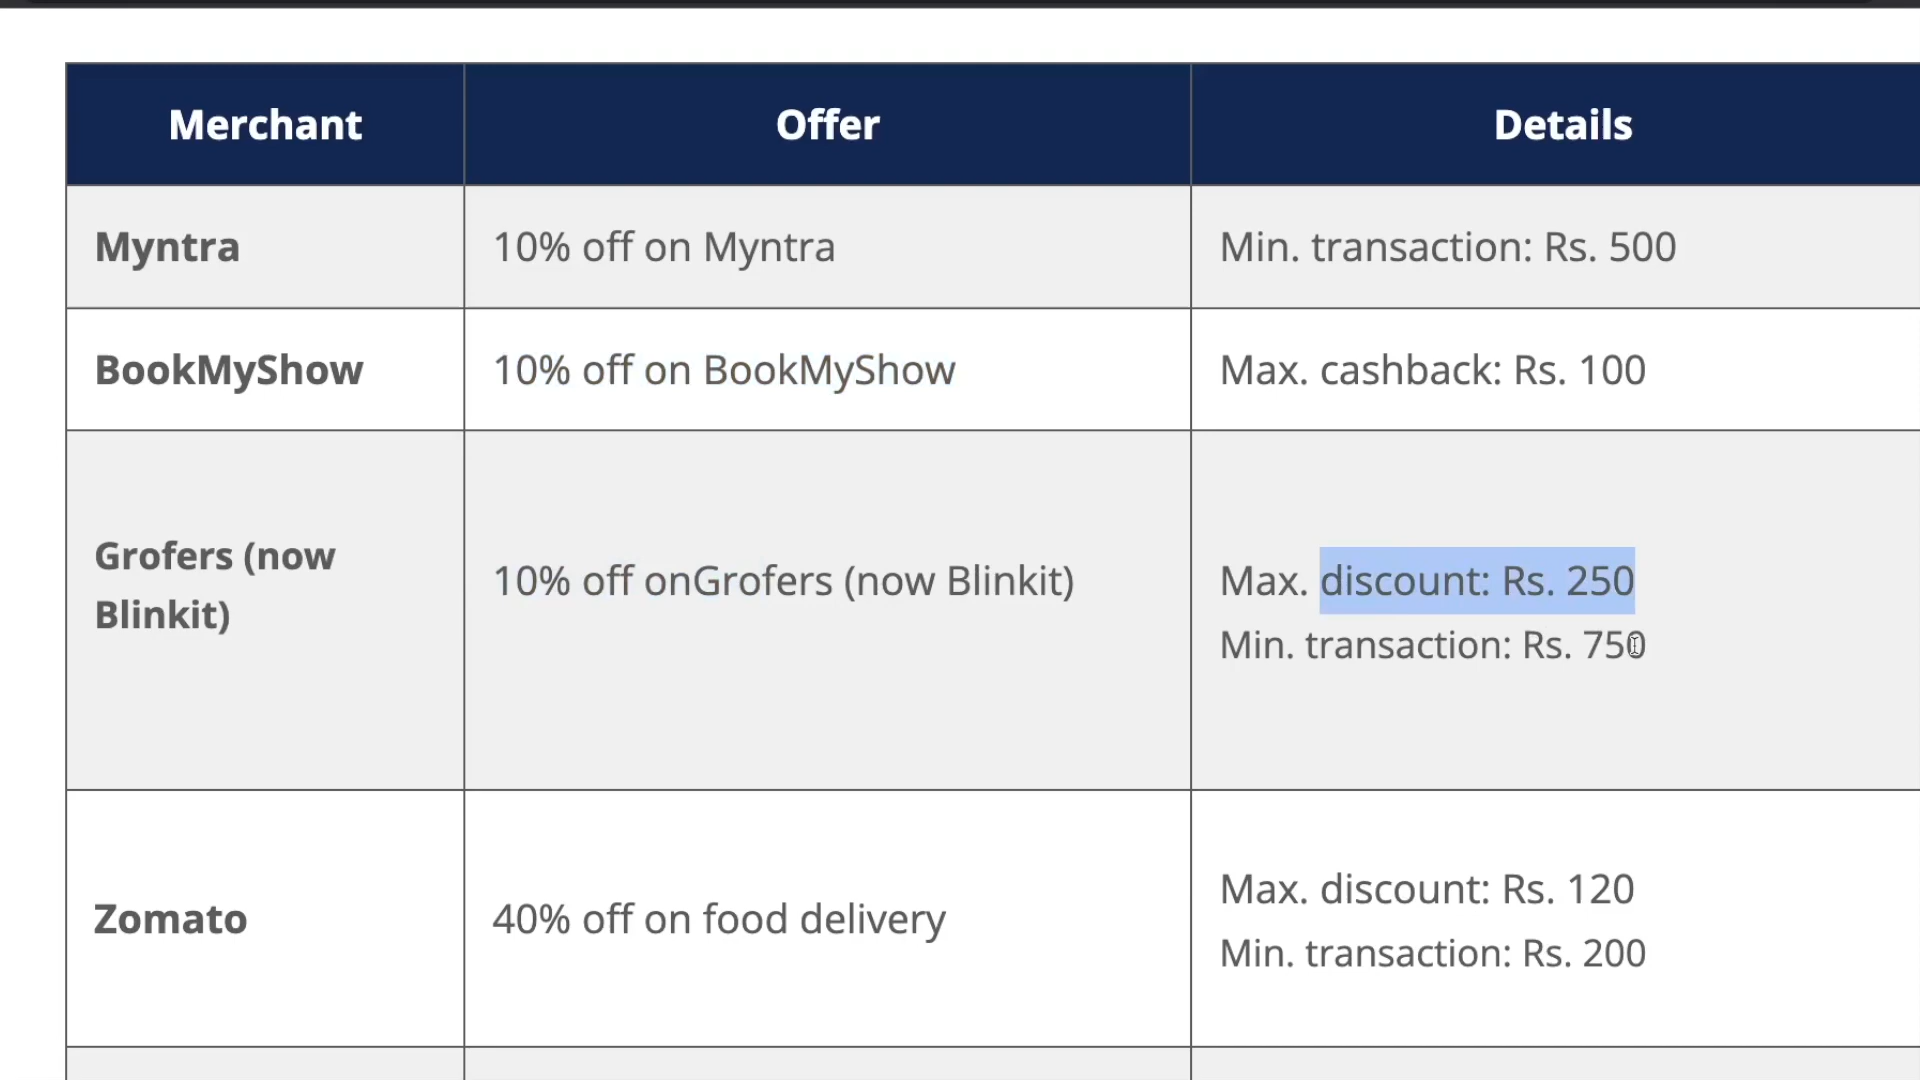 Merchant
Offer
Details
Myntra
10% off on Myntra
Min. transaction: Rs. 500
BookMyShow
10% off on BookMyShow
Max. cashback: Rs. 100
Grofers (now
Blinkit)
10% off onGrofers (now Blinkit)
Max. discount: Rs. 250
Min. transaction: Rs. 750
Zomato
40% off on food delivery
Max. discount: Rs. 120
Min. transaction: Rs. 200